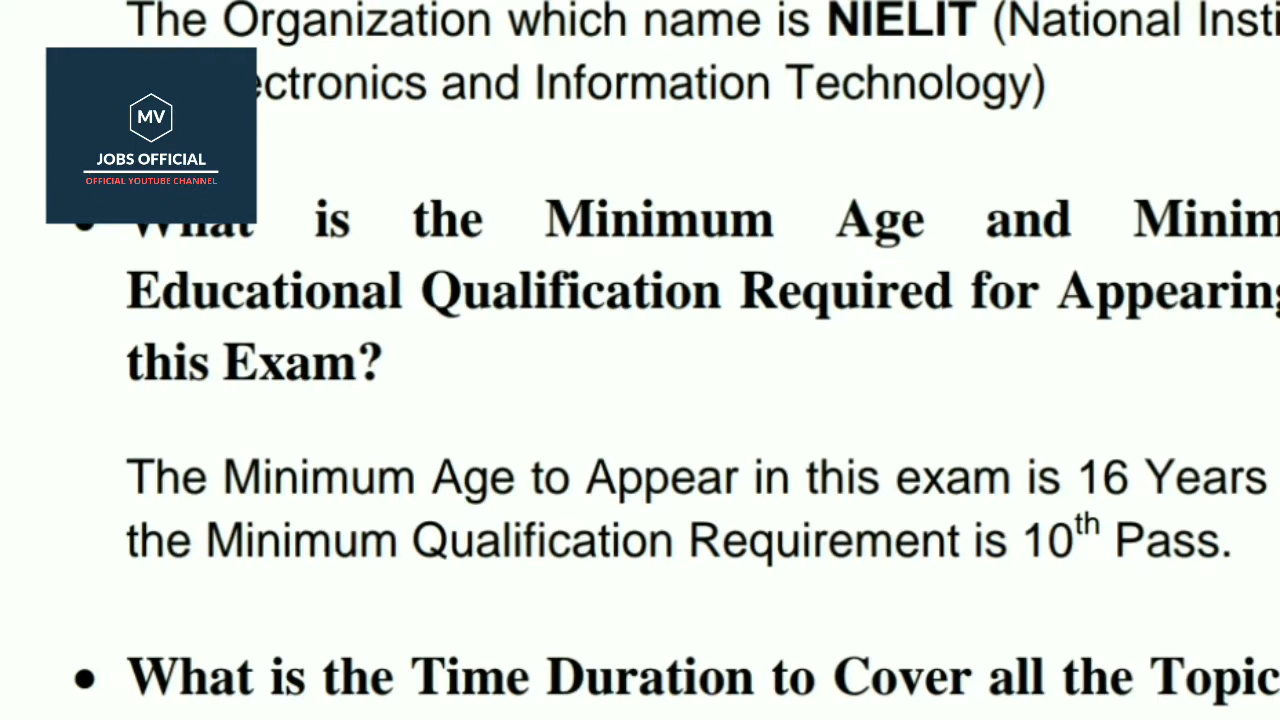 The Organization which name is NIELIT (National Insti
ectronics and Information Technology)
MV
JOBS OFFICIAL
OFFICIAL YOUTUBE CHANNEL
• What is the Minimum Age and Minim
Educational Qualification Required for Appearing
this Exam?
The Minimum Age to Appear in this exam is 16 Years
the Minimum Qualification Requirement is 10th Pass.
• What is the Time Duration to Cover all the Topic